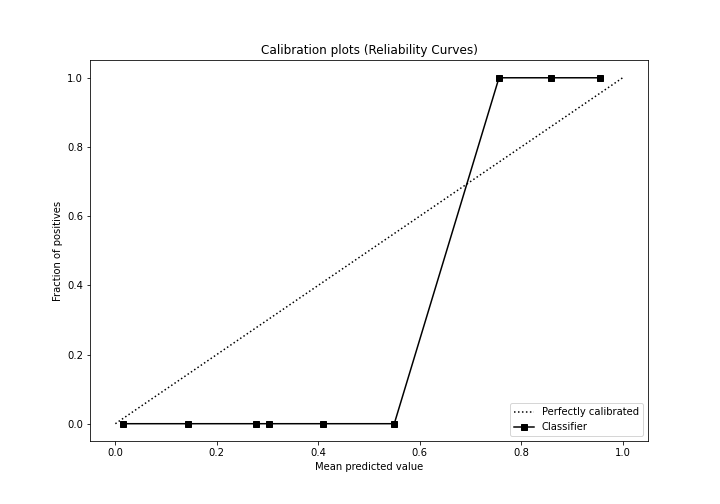 Calibration plots (Reliability Curves)
Fraction of positives
1.0
0.8
0.6
0.4
0.2
0.0
0.0 0.2 0.4 0.6 0.8 1.0
Mean predicted value
Perfectly calibrated
Classifier